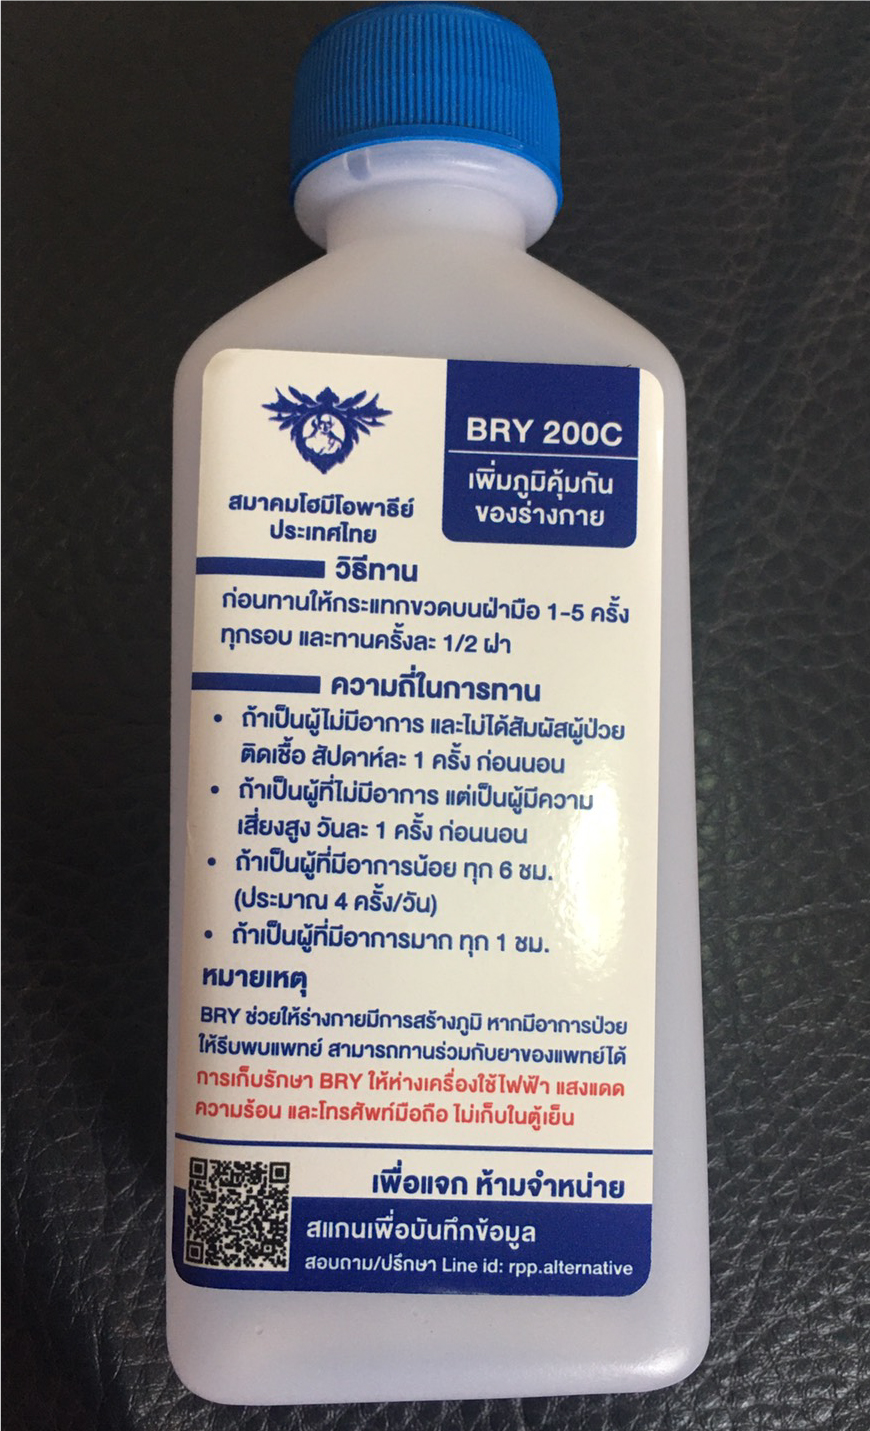 BRY 200C
เพิ่มภูมิคุ้มกัน
ของร่างกาย
สมาคมโฮมีโอพาธีย์
ประเทศไทย
วิธีทาน
ก่อนทานให้กระแทกขวดบนฝ่ามือ 1-5 ครั้ง
ทุกรอบ และทานครั้งละ 1/2 ฝา
ความถี่ในการทาน
• ถ้าเป็นผู้ไม่มีอาการ และไม่ได้สัมผัสผู้ป่วย
ติดเชื้อ สัปดาห์ละ 1 ครั้ง ก่อนนอน
• ถ้าเป็นผู้ที่ไม่มีอาการ แต่เป็นผู้มีความ
เสี่ยงสูง วันละ 1 ครั้ง ก่อนนอน
• ถ้าเป็นผู้ที่มีอาการน้อย ทุก 6 ชม.
(ประมาณ 4 ครั้ง/วัน)
• ถ้าเป็นผู้ที่มีอาการมาก ทุก 1 ชม.
หมายเหตุ
BRY ช่วยให้ร่างกายมีการสร้างภูมิ หากมีอาการป่วย
ให้รีบพบแพทย์ สามารถทานร่วมกับยาของแพทย์ได้
การเก็บรักษา BRY ให้ห่างเครื่องใช้ไฟฟ้า แสงแดด
ความร้อน และโทรศัพท์มือถือ ไม่เก็บในตู้เย็น
เพื่อแจก ห้ามจำหน่าย
สแกนเพื่อบันทึกข้อมูล
สอบถาม/ปรึกษา Line id: rpp.alternative